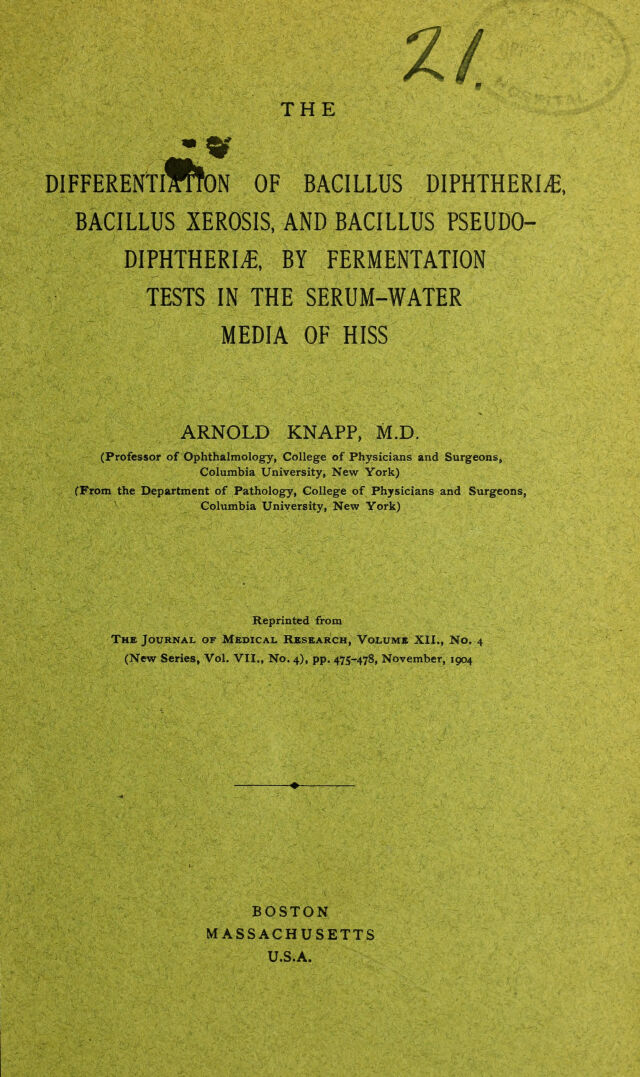 21.
HOSPITAL
THE
DIFFERENTIATION OF BACILLUS DIPHTHERIÆ,
BACILLUS XEROSIS, AND BACILLUS PSEUDO-
DIPHTHERIÆ, BY FERMENTATION
TESTS IN THE SERUM-WATER
MEDIA OF HISS
ARNOLD KNAPP, M.D.
(Professor of Ophthalmology, College of Physicians and Surgeons,
Columbia University, New York)
(From the Department of Pathology, College of Physicians and Surgeons,
Columbia University, New York)
Reprinted from
THE JOURNAL OF MEDICAL RESEARCH, VOLUME XII., No. 4
(New Series, Vol. VII., No. 4), pp. 475-478, November, 1904
BOSTON
MASSACHUSETTS
U.S.A.